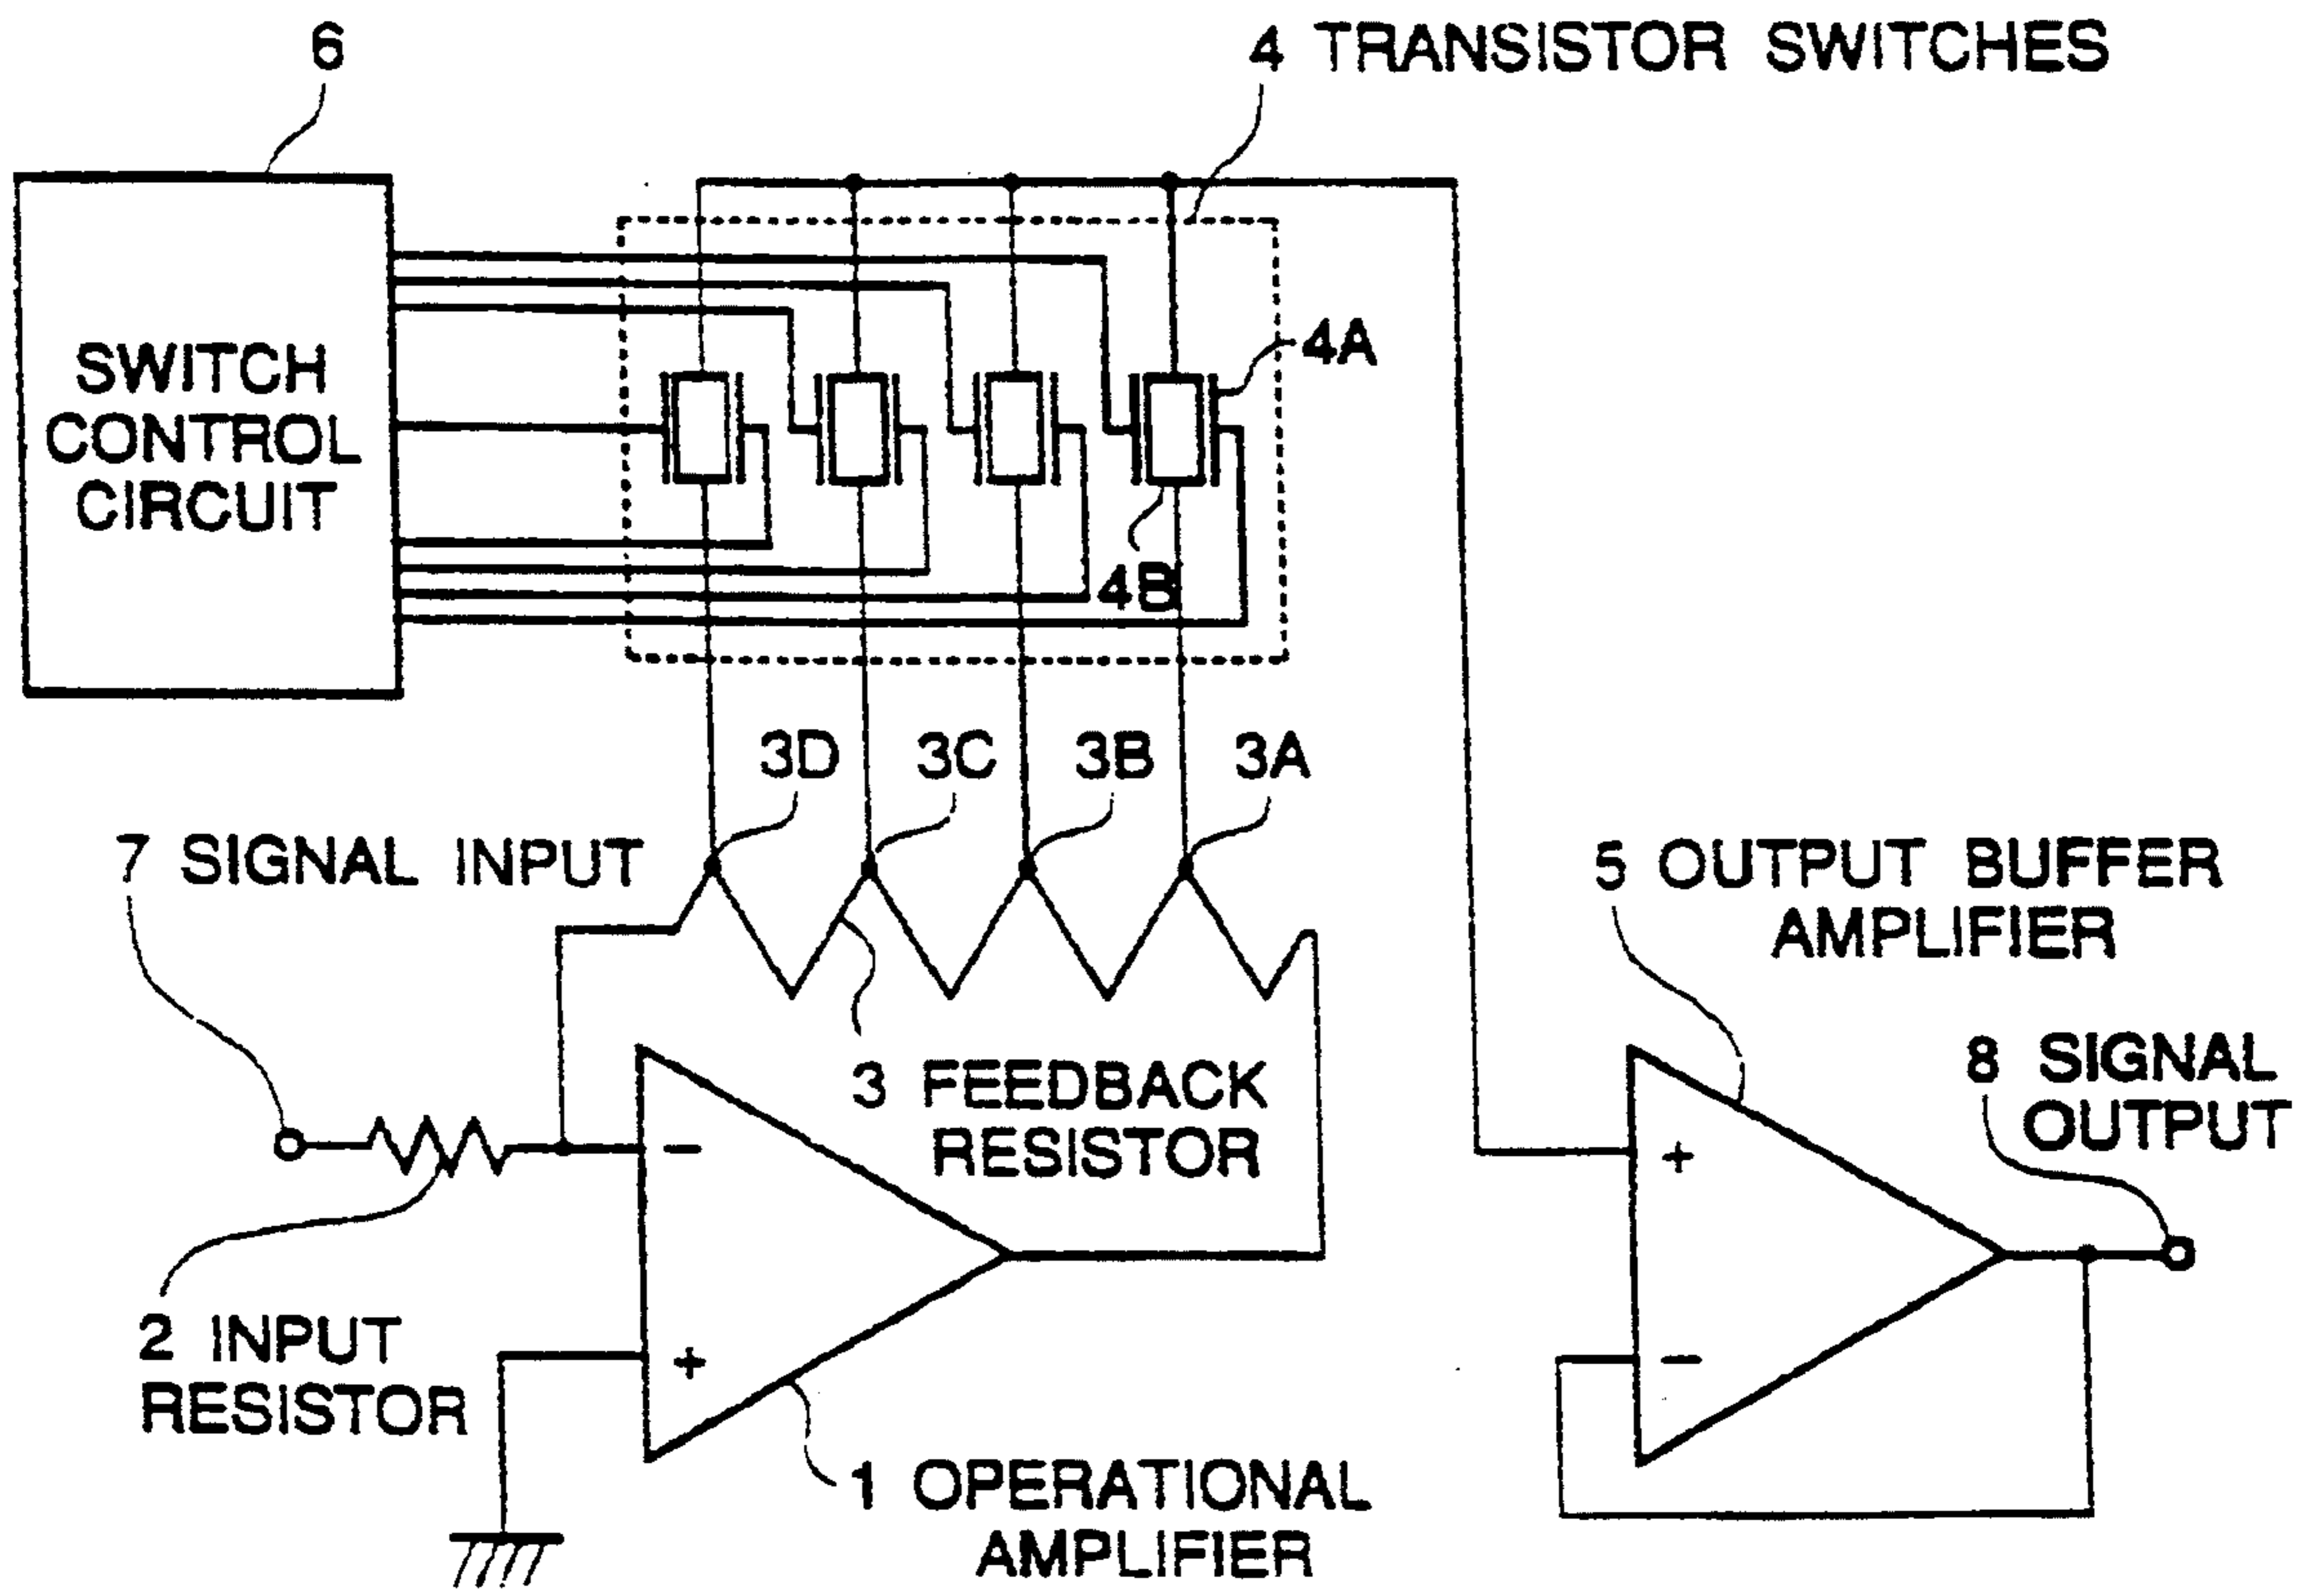 6
4 TRANSISTOR SWITCHES
SWITCH
CONTROL
CIRCUIT
4A
4B
3D
3C
3B
3A
7 SIGNAL INPUT
5 OUTPUT BUFFER
AMPLIFIER
3 FEEDBACK
RESISTOR
8 SIGNAL
OUTPUT
−
+
+
−
2 INPUT
RESISTOR
1 OPERATIONAL
AMPLIFIER